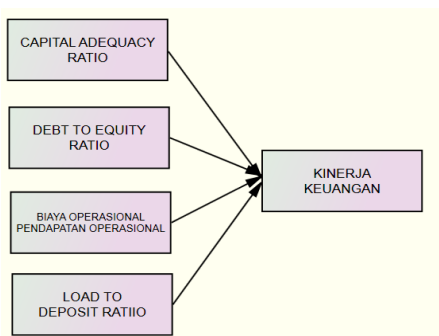 CAPITAL ADEQUACY
RATIO
DEBT TO EQUITY
RATIO
BIAYA OPERASIONAL
PENDAPATAN OPERASIONAL
LOAD TO
DEPOSIT RATIIO
KINERJA
KEUANGAN